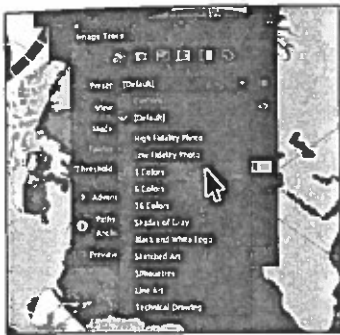 Image Trace
Preset: [Default]
View
[Default]
Mode
High Fidelity Photo
Low Fidelity Photo
3 Colors
Threshold
6 Colors
16 Colors
Shades of Gray
Paths
Black and White Logo
Sketched Art
Preview
Silhouettes
Line Art
Technical Drawing